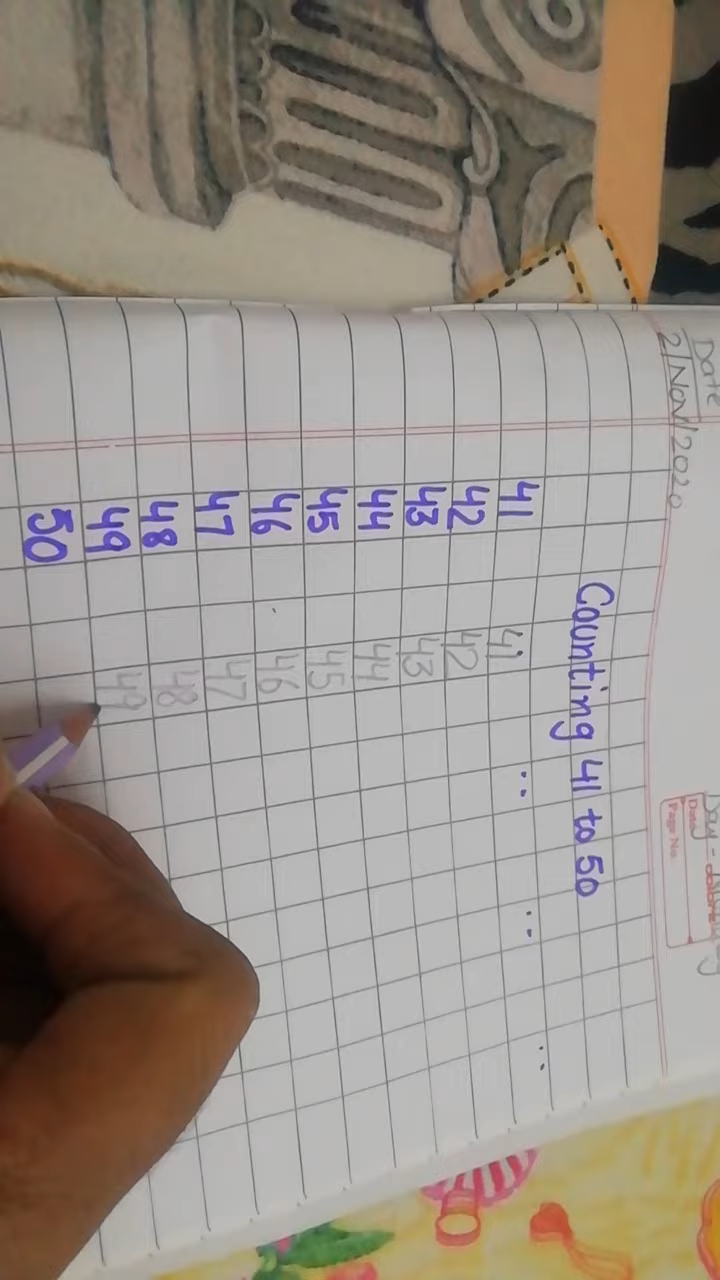 Date
2/Nov/2020
Day -
Date
Page No.
Counting 41 to 50
41 41
42 42
43 43
44 44
45 45
46 46
47 47
48 48
49 49
50